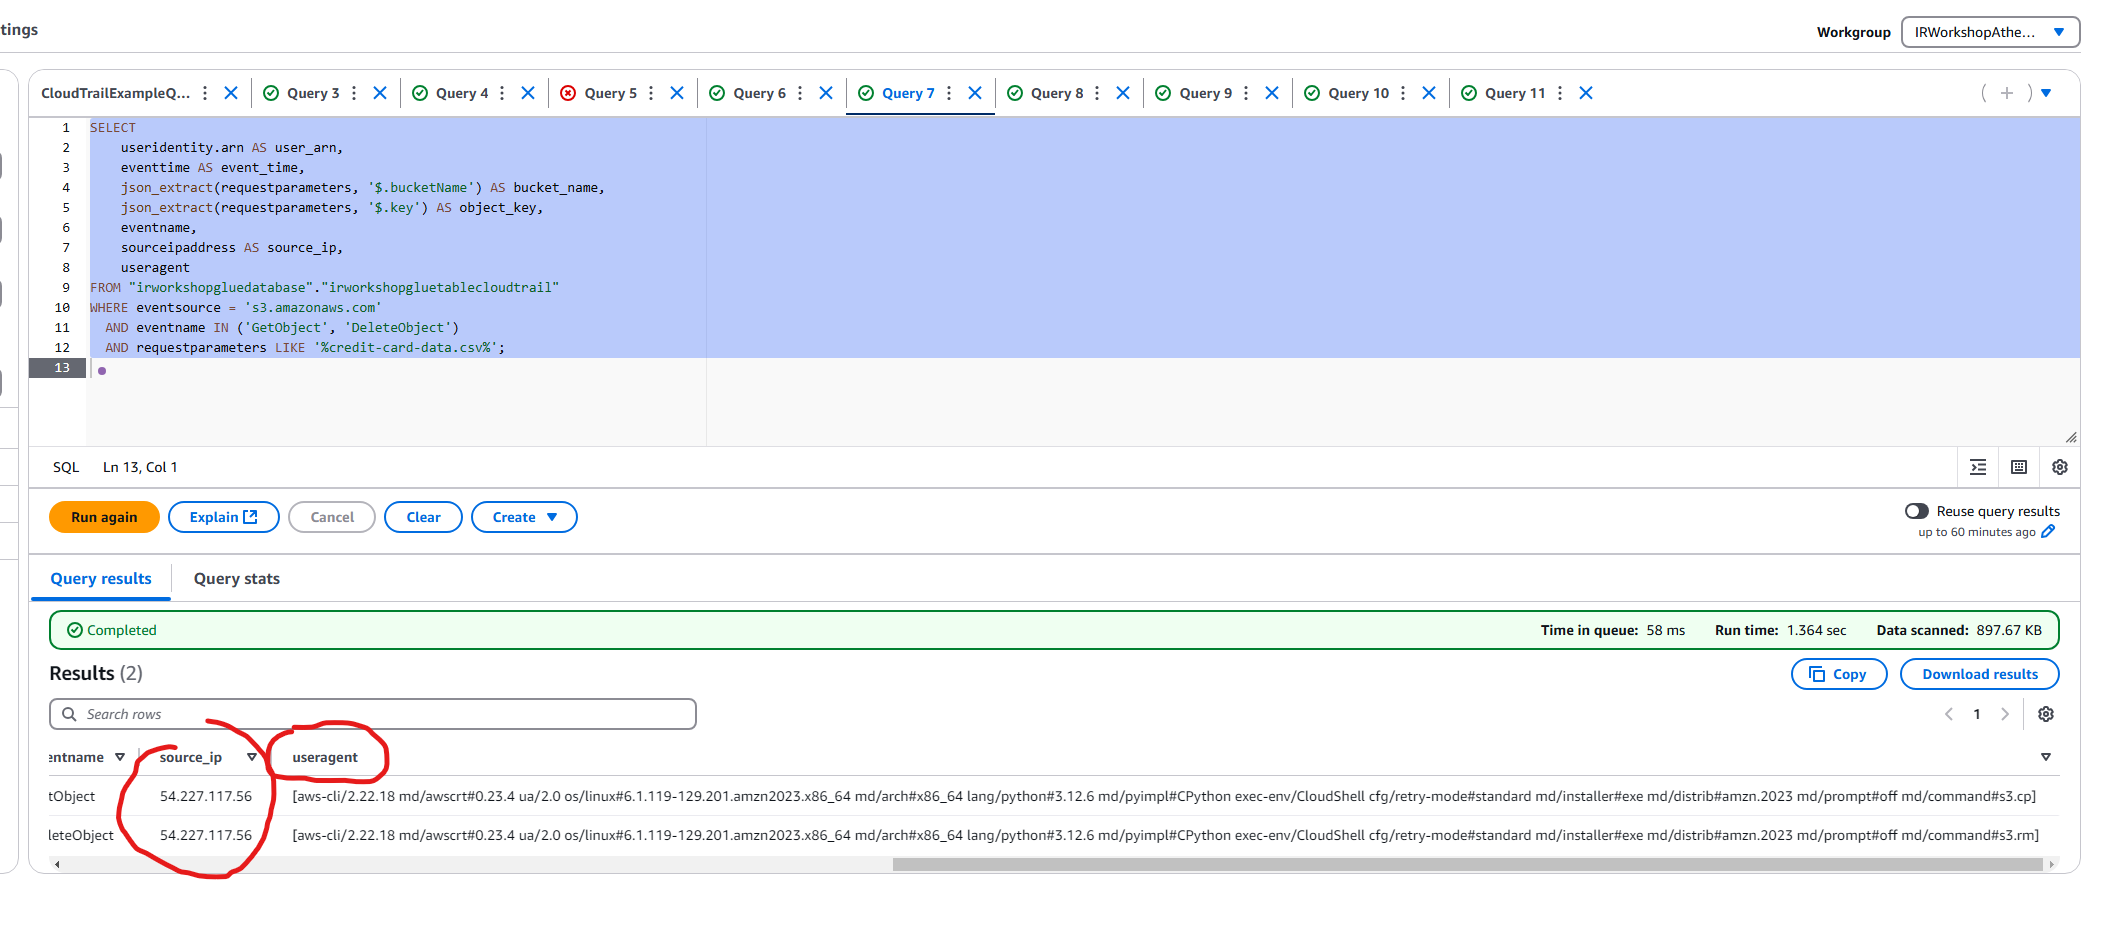 tings
Workgroup IRWorkshopAthe...
CloudTrailExampleQ... Query 3 Query 4 Query 5 Query 6 Query 7 Query 8 Query 9 Query 10 Query 11
1 SELECT
2 useridentity.arn AS user_arn,
3 eventtime AS event_time,
4 json_extract(requestparameters, '$.bucketName') AS bucket_name,
5 json_extract(requestparameters, '$.key') AS object_key,
6 eventname,
7 sourceipaddress AS source_ip,
8 useragent
9 FROM "irworkshopgluedatabase"."irworkshopgluetablecloudtrail"
10 WHERE eventsource = 's3.amazonaws.com'
11 AND eventname IN ('GetObject', 'DeleteObject')
12 AND requestparameters LIKE '%credit-card-data.csv%';
13
SQL Ln 13, Col 1
Run again Explain Cancel Clear Create Reuse query results
up to 60 minutes ago
Query results Query stats
Completed Time in queue: 58 ms Run time: 1.364 sec Data scanned: 897.67 KB
Results (2) Copy Download results
Search rows 1
entname source_ip useragent
tObject 54.227.117.56 [aws-cli/2.22.18 md/awscrt#0.23.4 ua/2.0 os/linux#6.1.119-129.201.amzn2023.x86_64 md/arch#x86_64 lang/python#3.12.6 md/pyimpl#CPython exec-env/CloudShell cfg/retry-mode#standard md/installer#exe md/distrib#amzn.2023 md/prompt#off md/command#s3.cp]
leteObject 54.227.117.56 [aws-cli/2.22.18 md/awscrt#0.23.4 ua/2.0 os/linux#6.1.119-129.201.amzn2023.x86_64 md/arch#x86_64 lang/python#3.12.6 md/pyimpl#CPython exec-env/CloudShell cfg/retry-mode#standard md/installer#exe md/distrib#amzn.2023 md/prompt#off md/command#s3.rm]